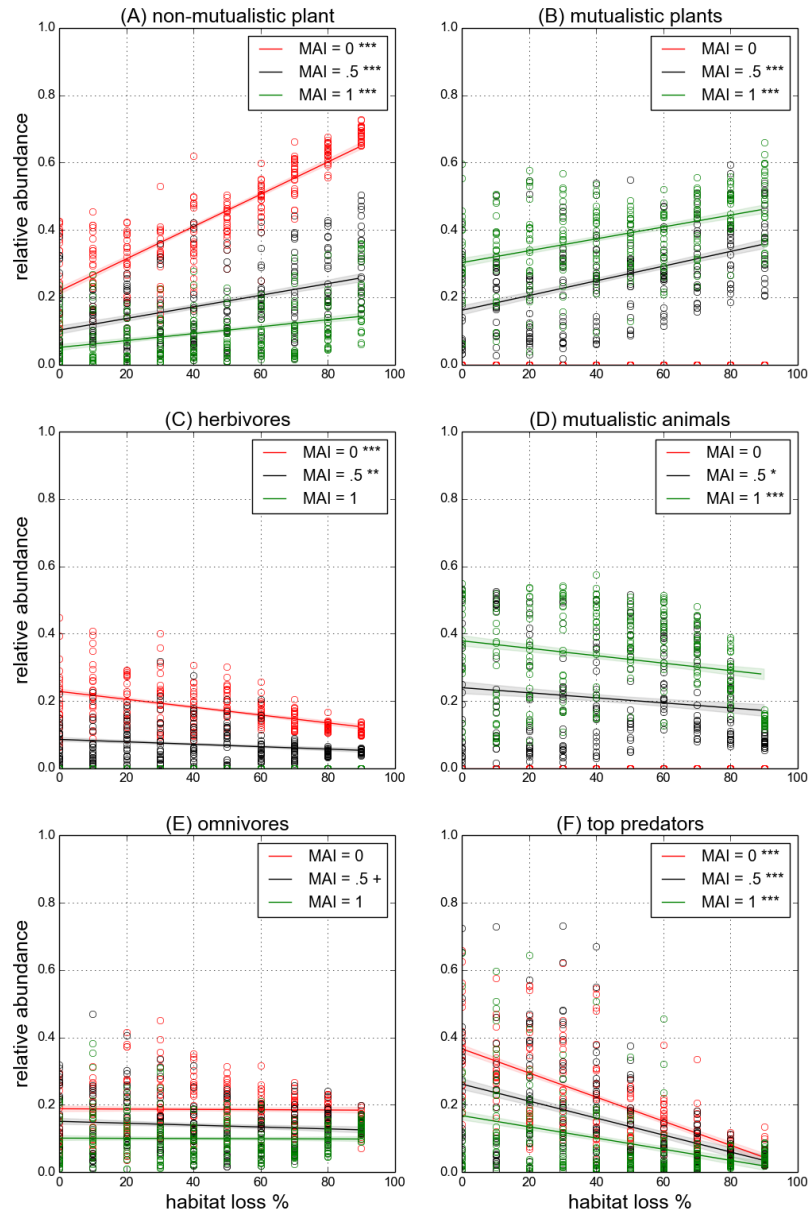 (A) non-mutualistic plant
MAI = 0 ***
MAI = .5 ***
MAI = 1 ***
relative abundance
1.0
0.8
0.6
0.4
0.2
0.0
0 20 40 60 80 100
(B) mutualistic plants
MAI = 0
MAI = .5 ***
MAI = 1 ***
1.0
0.8
0.6
0.4
0.2
0.0
0 20 40 60 80 100
(C) herbivores
MAI = 0 ***
MAI = .5 **
MAI = 1
relative abundance
1.0
0.8
0.6
0.4
0.2
0.0
0 20 40 60 80 100
(D) mutualistic animals
MAI = 0
MAI = .5 *
MAI = 1 ***
1.0
0.8
0.6
0.4
0.2
0.0
0 20 40 60 80 100
(E) omnivores
MAI = 0
MAI = .5 +
MAI = 1
relative abundance
1.0
0.8
0.6
0.4
0.2
0.0
0 20 40 60 80 100
habitat loss %
(F) top predators
MAI = 0 ***
MAI = .5 ***
MAI = 1 ***
1.0
0.8
0.6
0.4
0.2
0.0
0 20 40 60 80 100
habitat loss %